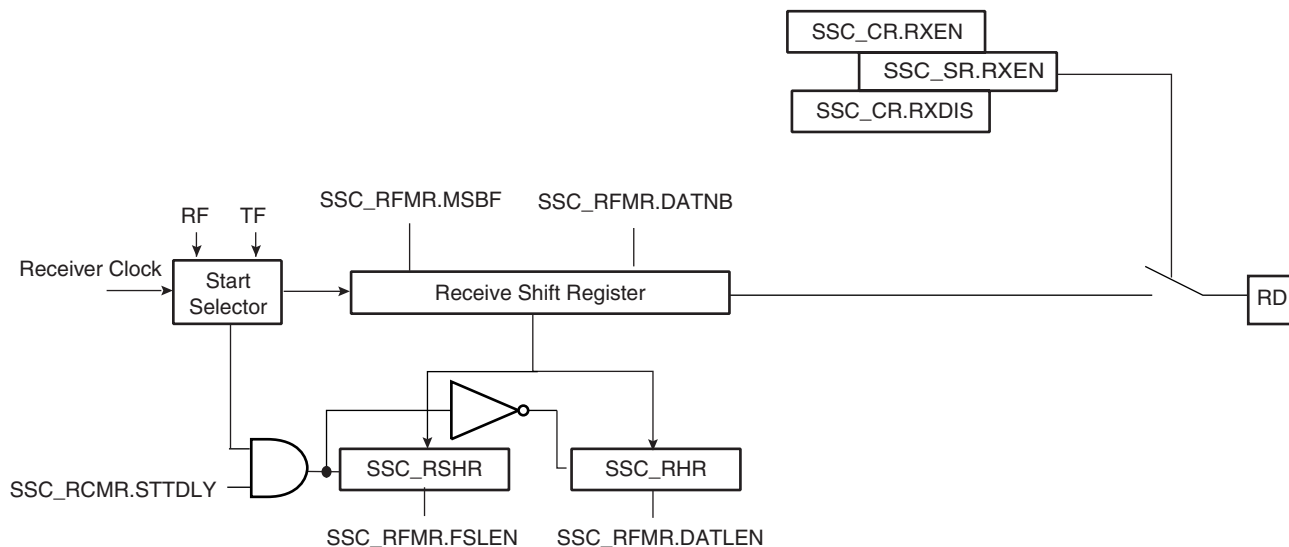 SSC_CR.RXEN
SSC_SR.RXEN
SSC_CR.RXDIS
SSC_RFMR.MSBF
SSC_RFMR.DATNB
RF
TF
Receiver Clock
Start
Selector
Receive Shift Register
RD
SSC_RSHR
SSC_RHR
SSC_RCMR.STTDLY
SSC_RFMR.FSLEN
SSC_RFMR.DATLEN